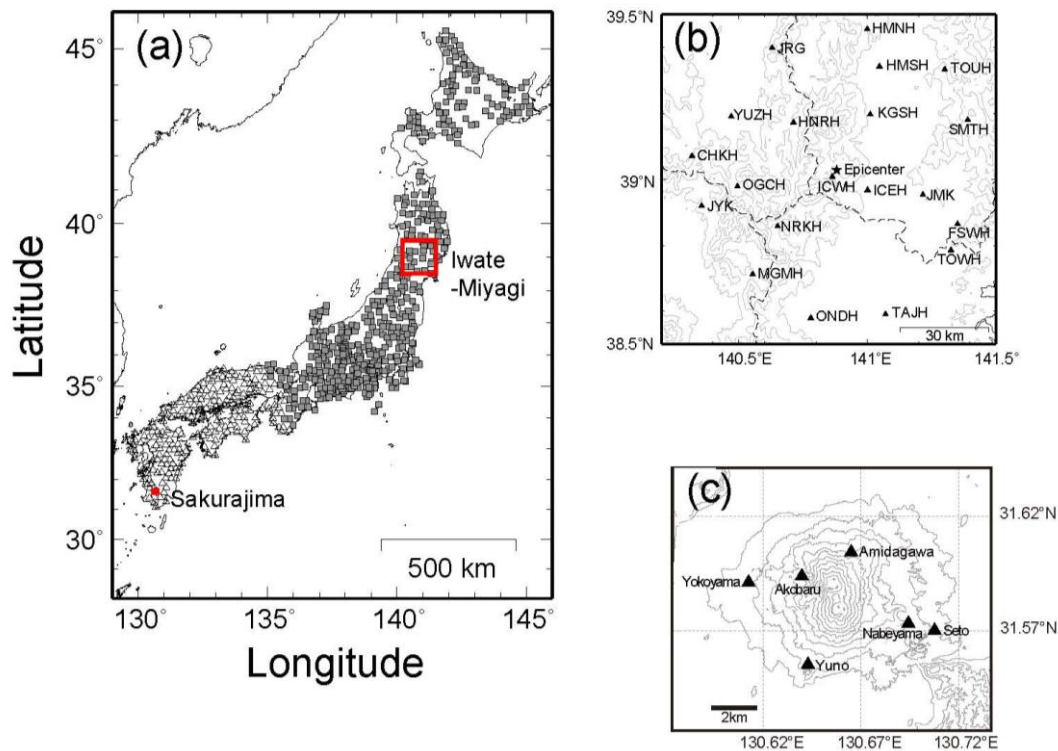 (a)
45°
40°
35°
30°
130°
135°
140°
145°
Latitude
Longitude
Iwate
-Miyagi
Sakurajima
500 km
(b)
39.5°
39°
38.5°
140.5°
141°
141.5°
HMNH
JRG
HMSH
TOUH
YUZH
HNRH
KGSH
SMTH
CHKH
Epicenter
OGCH
ICWH
ICEH
JMK
JYK
NRKH
FSWH
TOWH
MGMH
ONDH
TAJH
30 km
(c)
31.62°N
Amidagawa
Yokoyama
Akobaru
Nabeyama
Seto
31.57°N
Yuno
2km
130.62°E
130.67°E
130.72°E